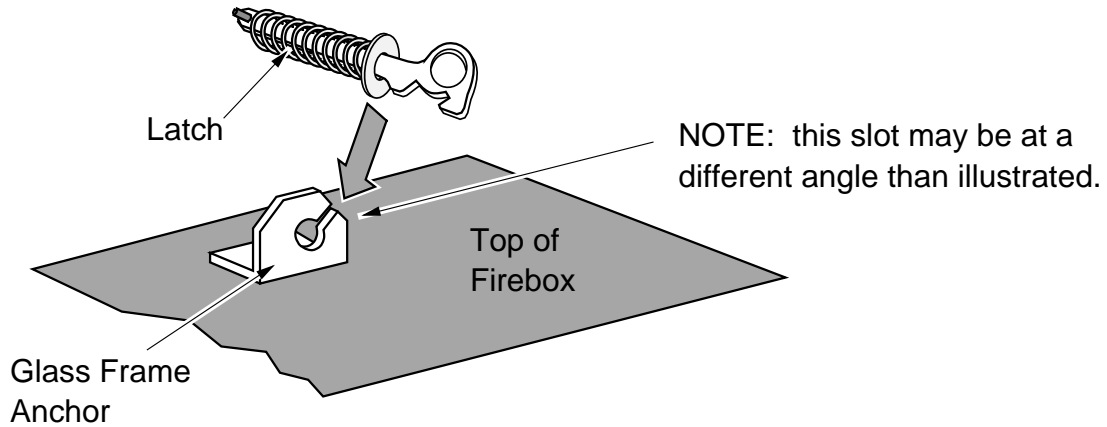 Latch
NOTE:  this slot may be at a
different angle than illustrated.
Top of
Firebox
Glass Frame
Anchor